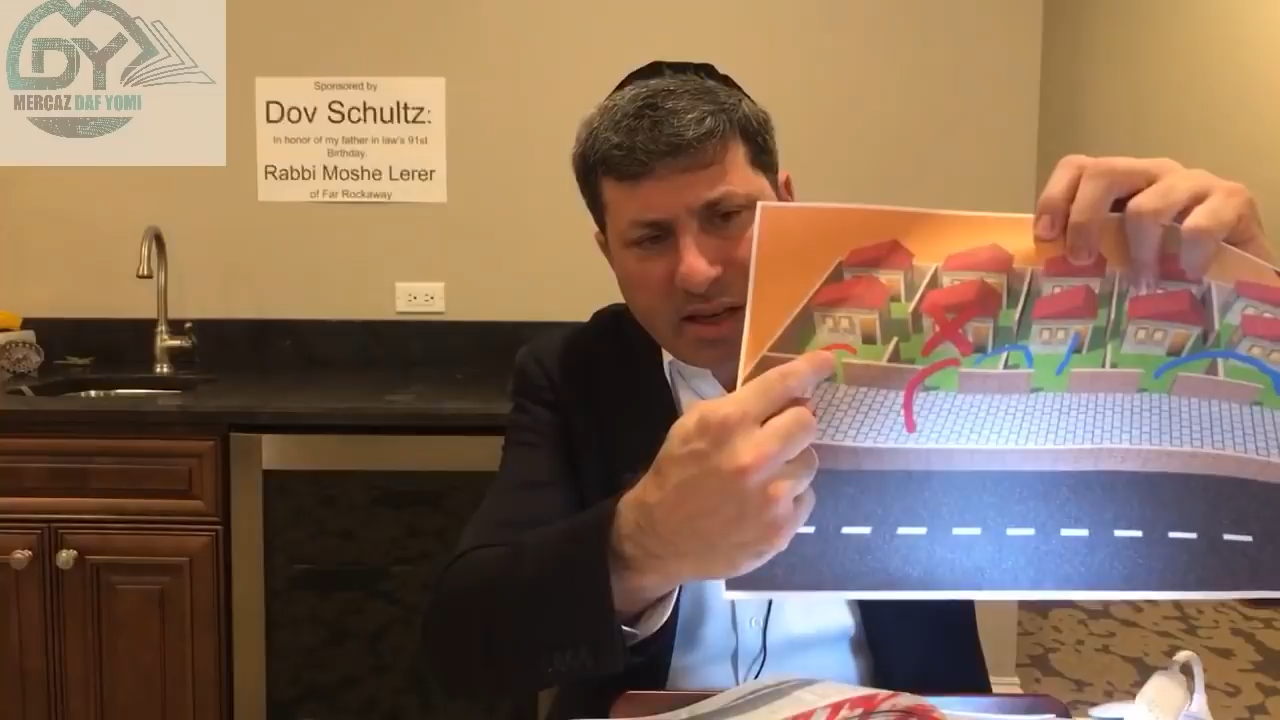 DY
MERCAZ DAF YOMI
Sponsored by
Dov Schultz:
In honor of my father in law's 91st
Birthday.
Rabbi Moshe Lerer
of Far Rockaway